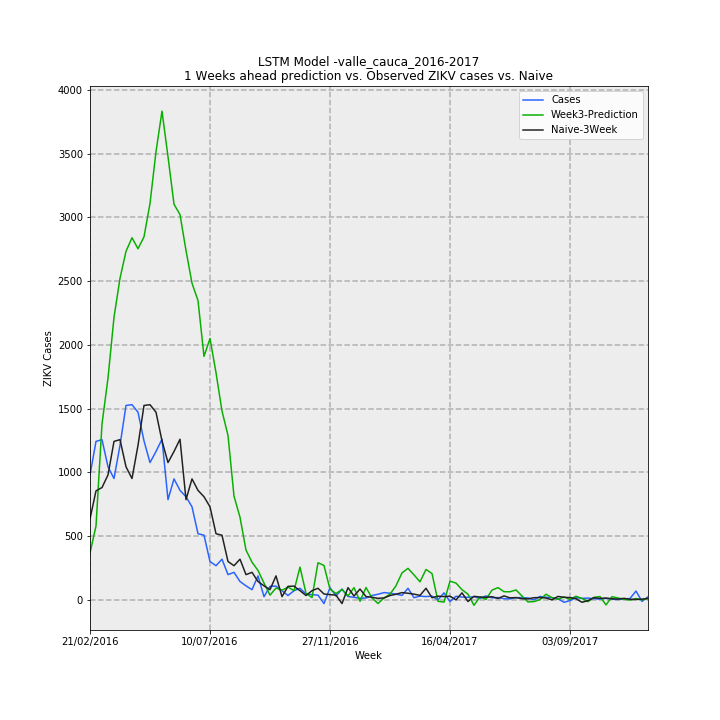 LSTM Model -valle_cauca_2016-2017
1 Weeks ahead prediction vs. Observed ZIKV cases vs. Naive
Cases
Week3-Prediction
Naive-3Week
ZIKV Cases
4000
3500
3000
2500
2000
1500
1000
500
0
21/02/2016
10/07/2016
27/11/2016
16/04/2017
03/09/2017
Week